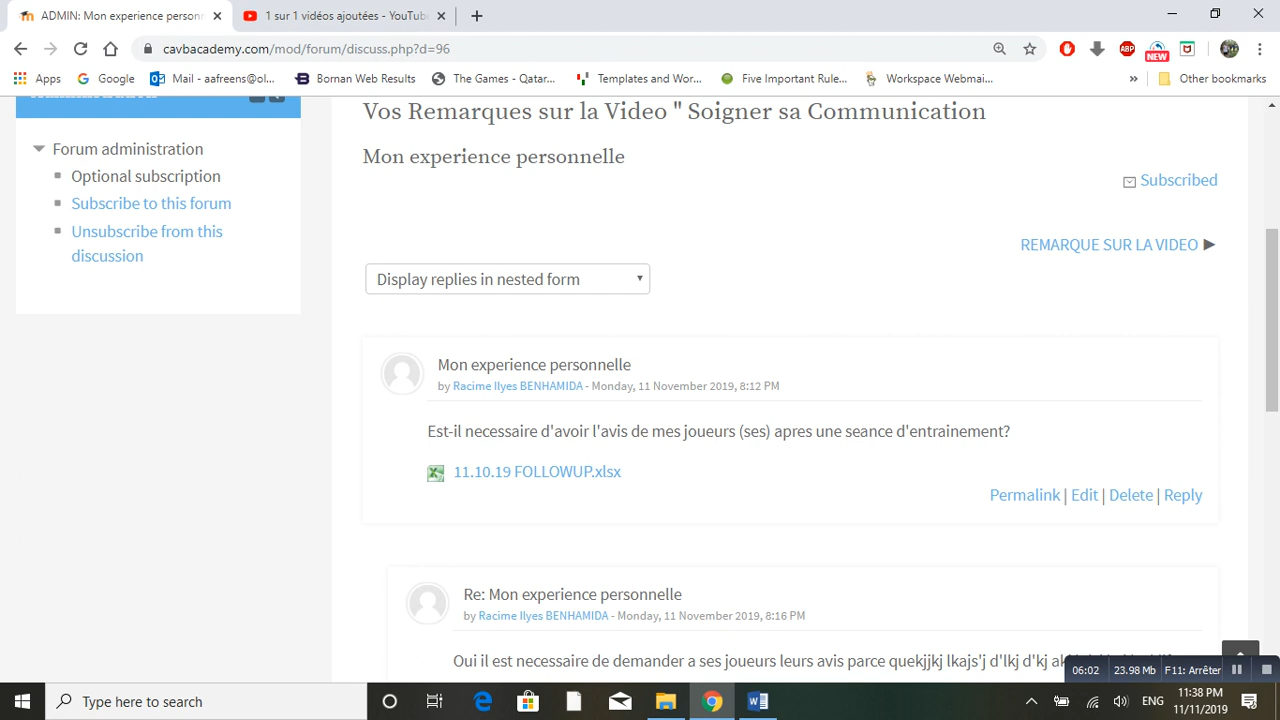 ADMIN: Mon experience person
1 sur 1 vidéos ajoutées - YouTube
cavbacademy.com/mod/forum/discuss.php?d=96
ABP
NEW
Apps
Google
Mail - aafreens@ol...
Bornan Web Results
The Games - Qatar...
Templates and Wor...
Five Important Rule...
Workspace Webmai...
»
Other bookmarks
Vos Remarques sur la Video " Soigner sa Communication
Forum administration
Mon experience personnelle
Optional subscription
Subscribed
Subscribe to this forum
Unsubscribe from this
discussion
REMARQUE SUR LA VIDEO ▶
Display replies in nested form
Mon experience personnelle
by Racime Ilyes BENHAMIDA - Monday, 11 November 2019, 8:12 PM
Est-il necessaire d'avoir l'avis de mes joueurs (ses) apres une seance d'entrainement?
11.10.19 FOLLOWUP.xlsx
Permalink | Edit | Delete | Reply
Re: Mon experience personnelle
by Racime Ilyes BENHAMIDA - Monday, 11 November 2019, 8:16 PM
Oui il est necessaire de demander a ses joueurs leurs avis parce quekjjkj lkajs'j d'lkj d'kj
06:02 23.98 MB F11: Arrêter
Type here to search
ENG
11:38 PM
11/11/2019